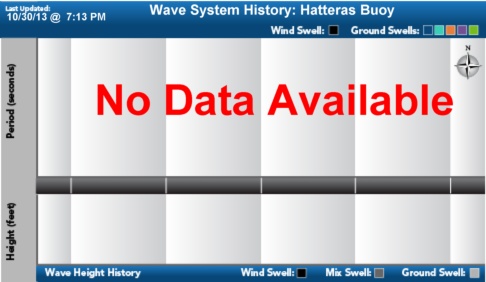 Last Updated:
10/30/13 @ 7:13 PM
Wave System History: Hatteras Buoy
Wind Swell: Ground Swells:
N
Period (seconds)
No Data Available
Height (feet)
Wave Height History Wind Swell: Mix Swell: Ground Swell: